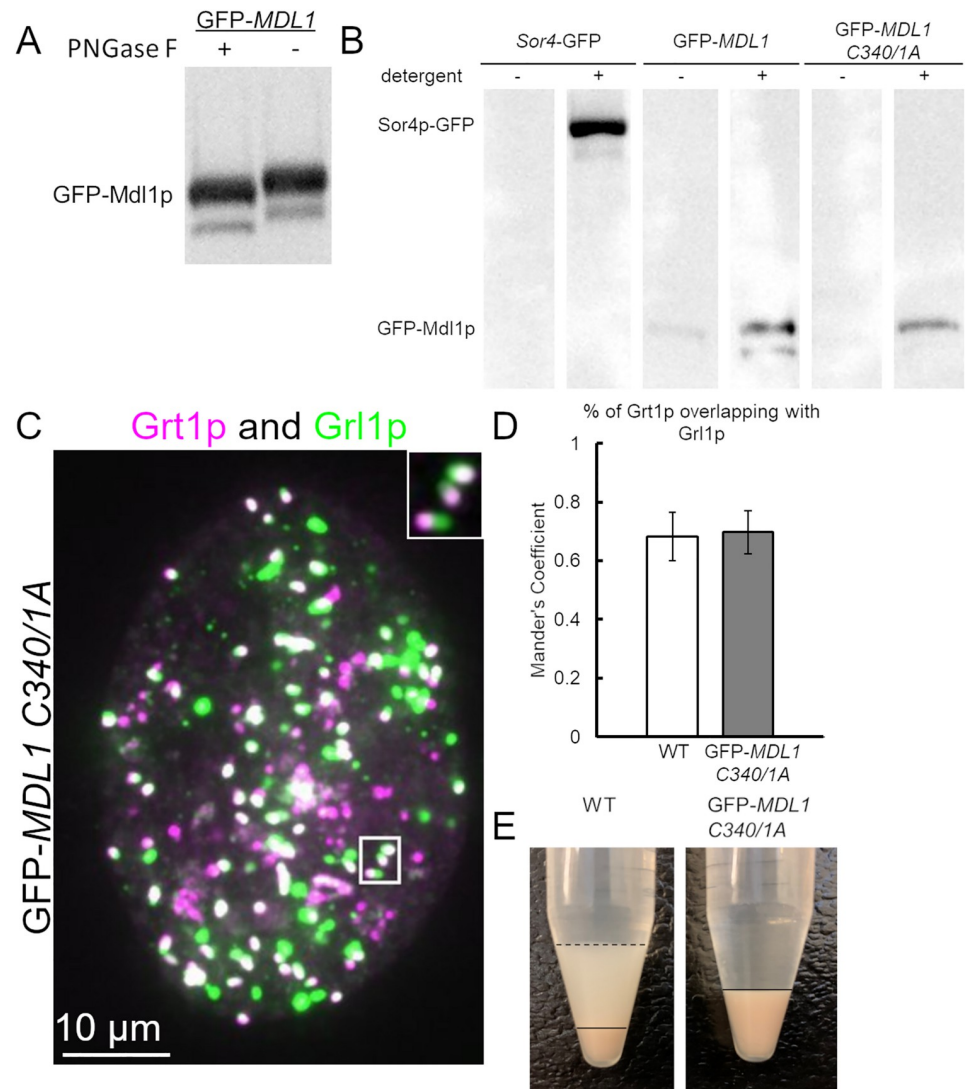 A
GFP-MDL1
PNGase F + -
GFP-Mdl1p
B
Sor4-GFP GFP-MDL1 GFP-MDL1 C340/1A
detergent - + - + - +
Sor4p-GFP
GFP-Mdl1p
C
Grt1p and Grl1p
GFP-MDL1 C340/1A
10 µm
D
% of Grt1p overlapping with
Grl1p
Mander's Coefficient
1
0.8
0.6
0.4
0.2
0
WT GFP-MDL1
C340/1A
E
WT GFP-MDL1
C340/1A